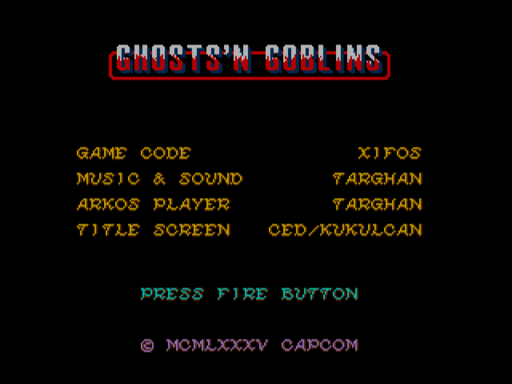 GHOSTS'N GOBLINS
GAME CODE XIFOS
MUSIC & SOUND TARGHAN
ARKOS PLAYER TARGHAN
TITLE SCREEN CED/KUKULCAN
PRESS FIRE BUTTON
© MCMLXXXV CAPCOM